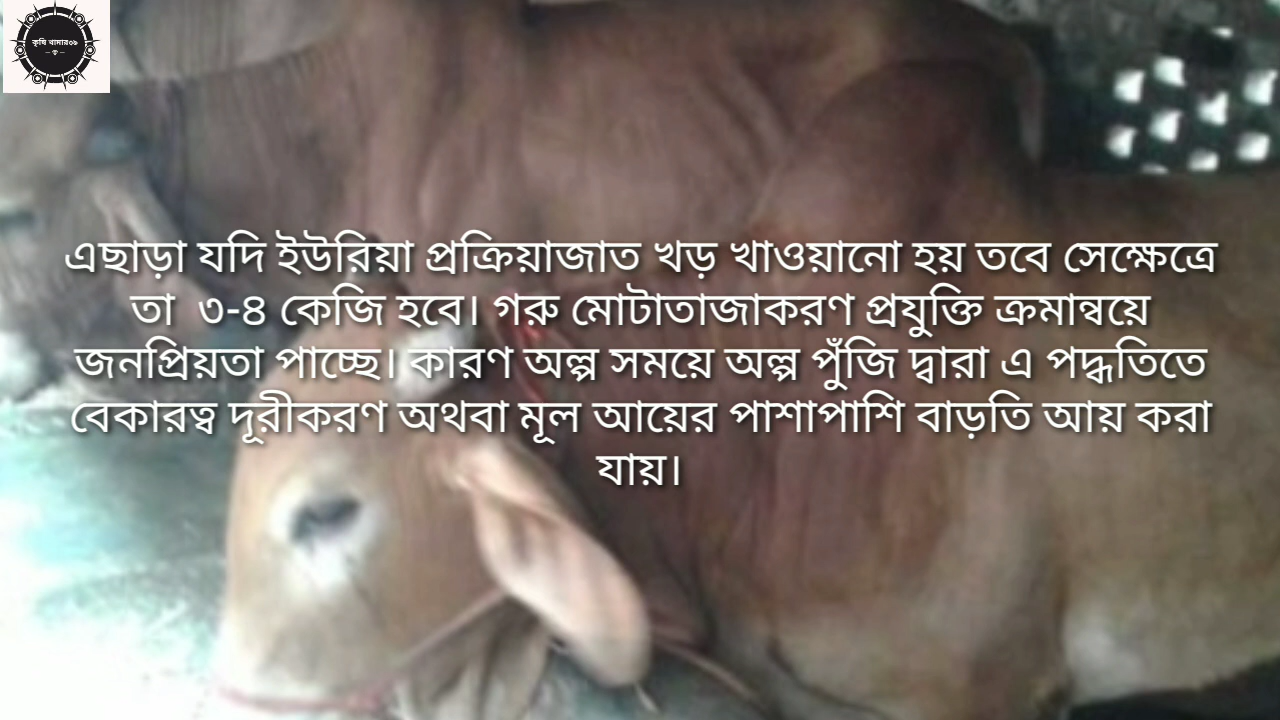 কৃষি খামার০৯
এছাড়া যদি ইউরিয়া প্রক্রিয়াজাত খড় খাওয়ানো হয় তবে সেক্ষেত্রে
তা ৩-৪ কেজি হবে। গরু মোটাতাজাকরণ প্রযুক্তি ক্রমান্বয়ে
জনপ্রিয়তা পাচ্ছে। কারণ অল্প সময়ে অল্প পুঁজি দ্বারা এ পদ্ধতিতে
বেকারত্ব দূরীকরণ অথবা মূল আয়ের পাশাপাশি বাড়তি আয় করা
যায়।